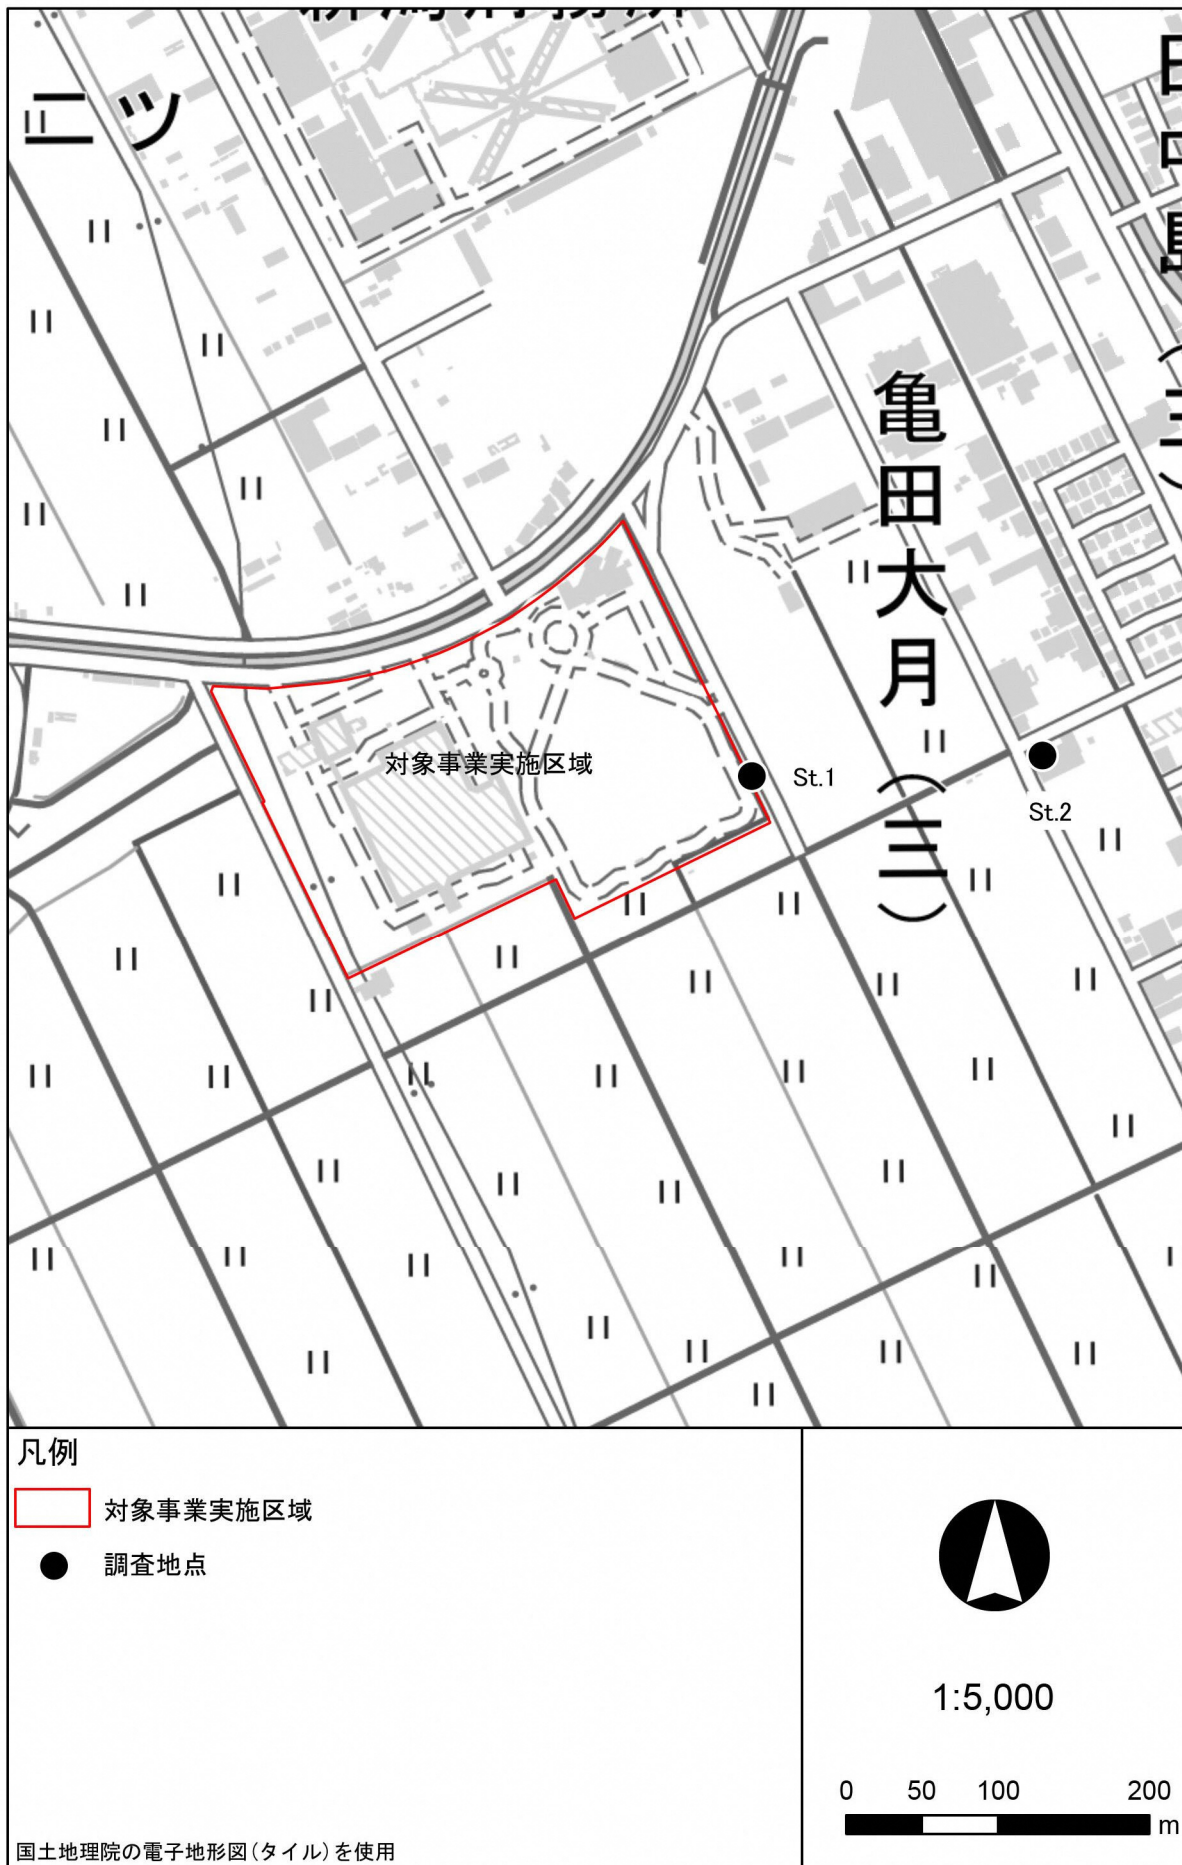 二ツ
亀田大月(三)
対象事業実施区域
St.1
St.2
凡例
対象事業実施区域
調査地点
1:5,000
0 50 100 200
m
国土地理院の電子地形図(タイル)を使用